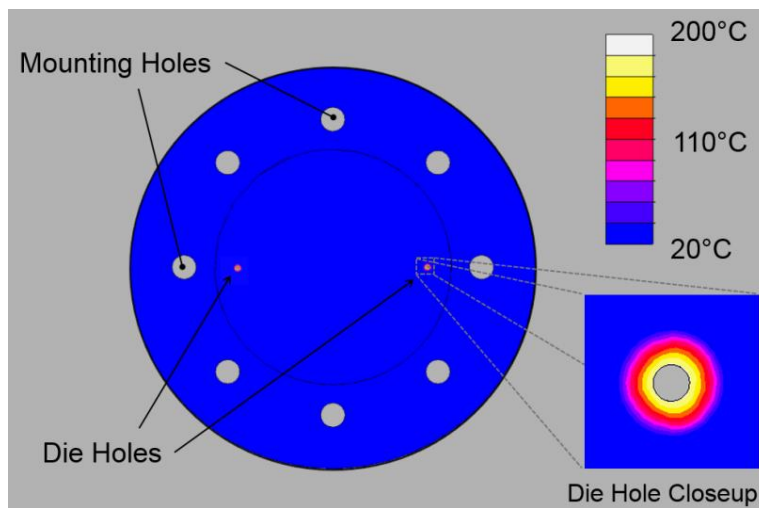 Mounting Holes
200°C
110°C
20°C
Die Holes
Die Hole Closeup